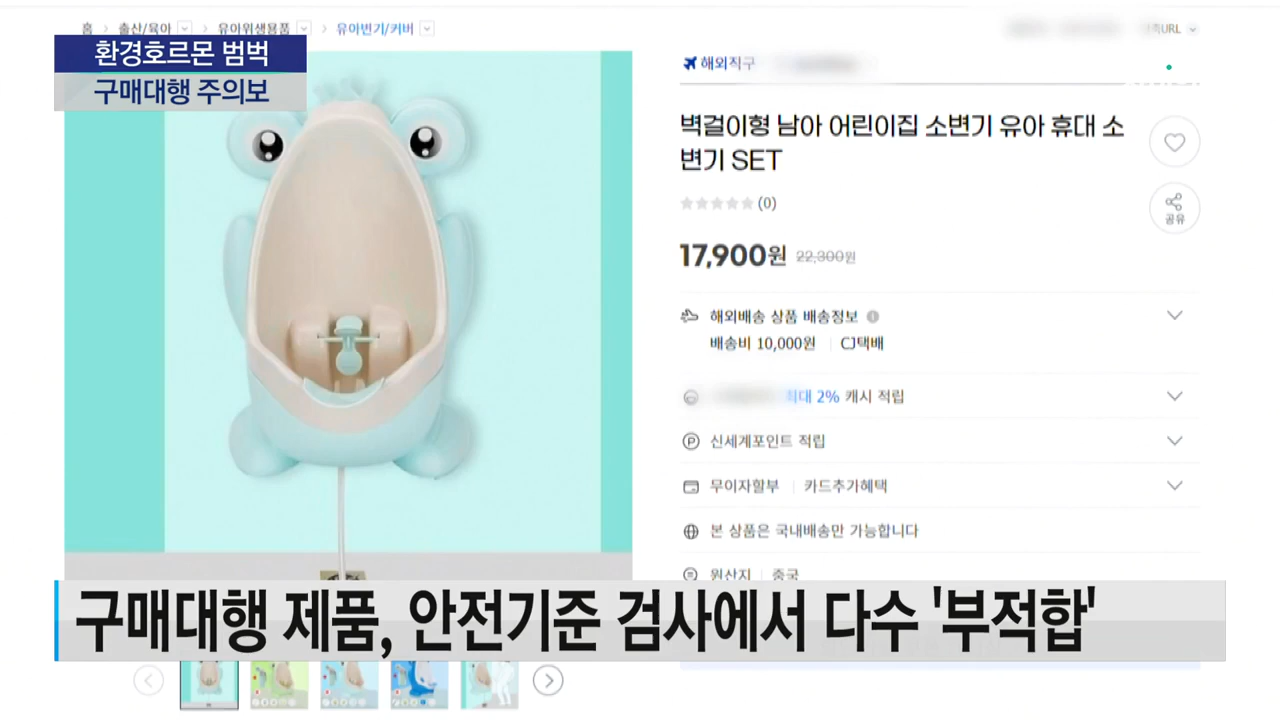 홈 > 출산/육아 > 유아위생용품 > 유아변기/커버
URL
환경호르몬 범벅
구매대행 주의보
해외직구
벽걸이형 남아 어린이집 소변기 유아 휴대 소
변기 SET
(0)
공유
17,900원 22,300원
해외배송 상품 배송정보
배송비 10,000원 | CJ택배
최대 2% 캐시 적립
신세계포인트 적립
무이자할부 | 카드추가혜택
본 상품은 국내배송만 가능합니다
원산지 | 중국
구매대행 제품, 안전기준 검사에서 다수 '부적합'